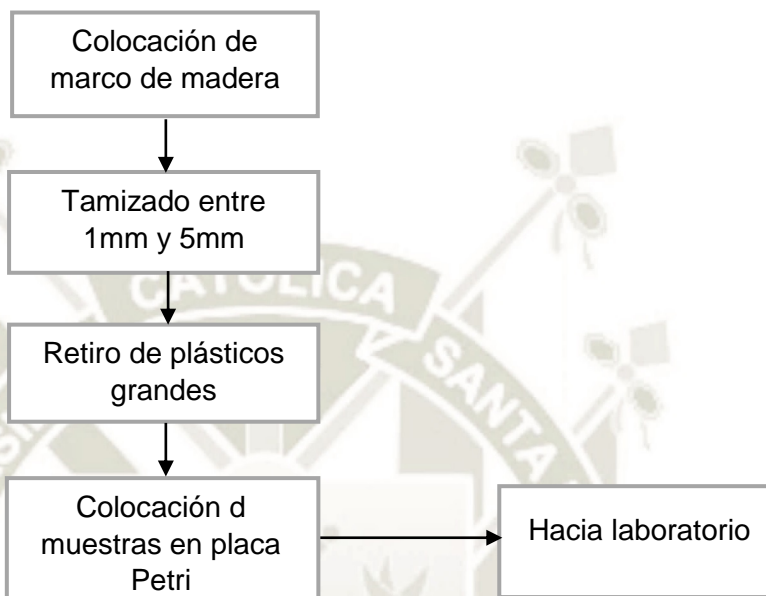 Colocación de
marco de madera
Tamizado entre
1mm y 5mm
CATOLICA
Retiro de plásticos
grandes
SANTA
Colocación d
muestras en placa
Petri
Hacia laboratorio